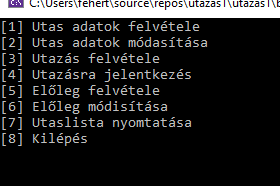 C:\Users\fehert\source\repos\utazas1\utazas1\b
[1] Utas adatok felvétele
[2] Utas adatok módasítása
[3] Utazás felvétele
[4] Utazásra jelentkezés
[5] Előleg felvétele
[6] Előleg módisítása
[7] Utaslista nyomtatása
[8] Kilépés